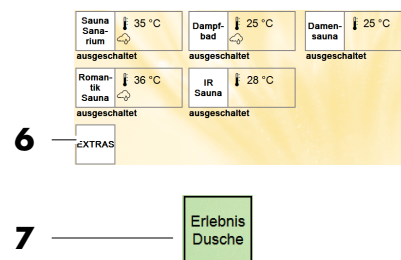 Sauna
Sana-
rium
35 °C
ausgeschaltet
Dampf-
bad
25 °C
ausgeschaltet
Damen-
sauna
25 °C
ausgeschaltet
Roman-
tik
Sauna
36 °C
ausgeschaltet
IR
Sauna
28 °C
ausgeschaltet
6
EXTRAS
7
Erlebnis
Dusche